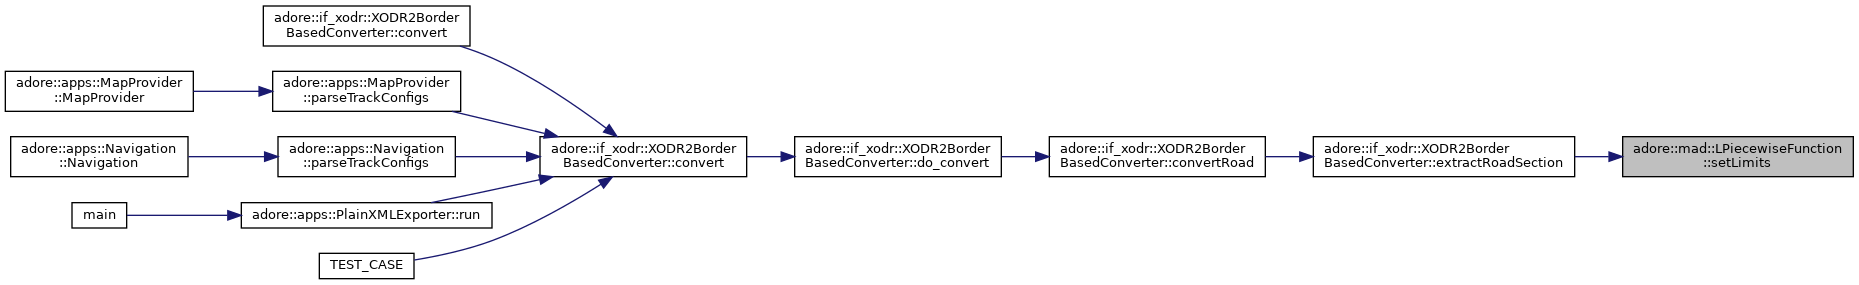 adore::if_xodr::XODR2Border
BasedConverter::convert
adore::apps::MapProvider
::MapProvider
adore::apps::MapProvider
::parseTrackConfigs
adore::apps::Navigation
::Navigation
adore::apps::Navigation
::parseTrackConfigs
adore::if_xodr::XODR2Border
BasedConverter::convert
adore::if_xodr::XODR2Border
BasedConverter::do_convert
adore::if_xodr::XODR2Border
BasedConverter::convertRoad
adore::if_xodr::XODR2Border
BasedConverter::extractRoadSection
adore::mad::LPiecewiseFunction
::setLimits
main
adore::apps::PlainXMLExporter::run
TEST_CASE